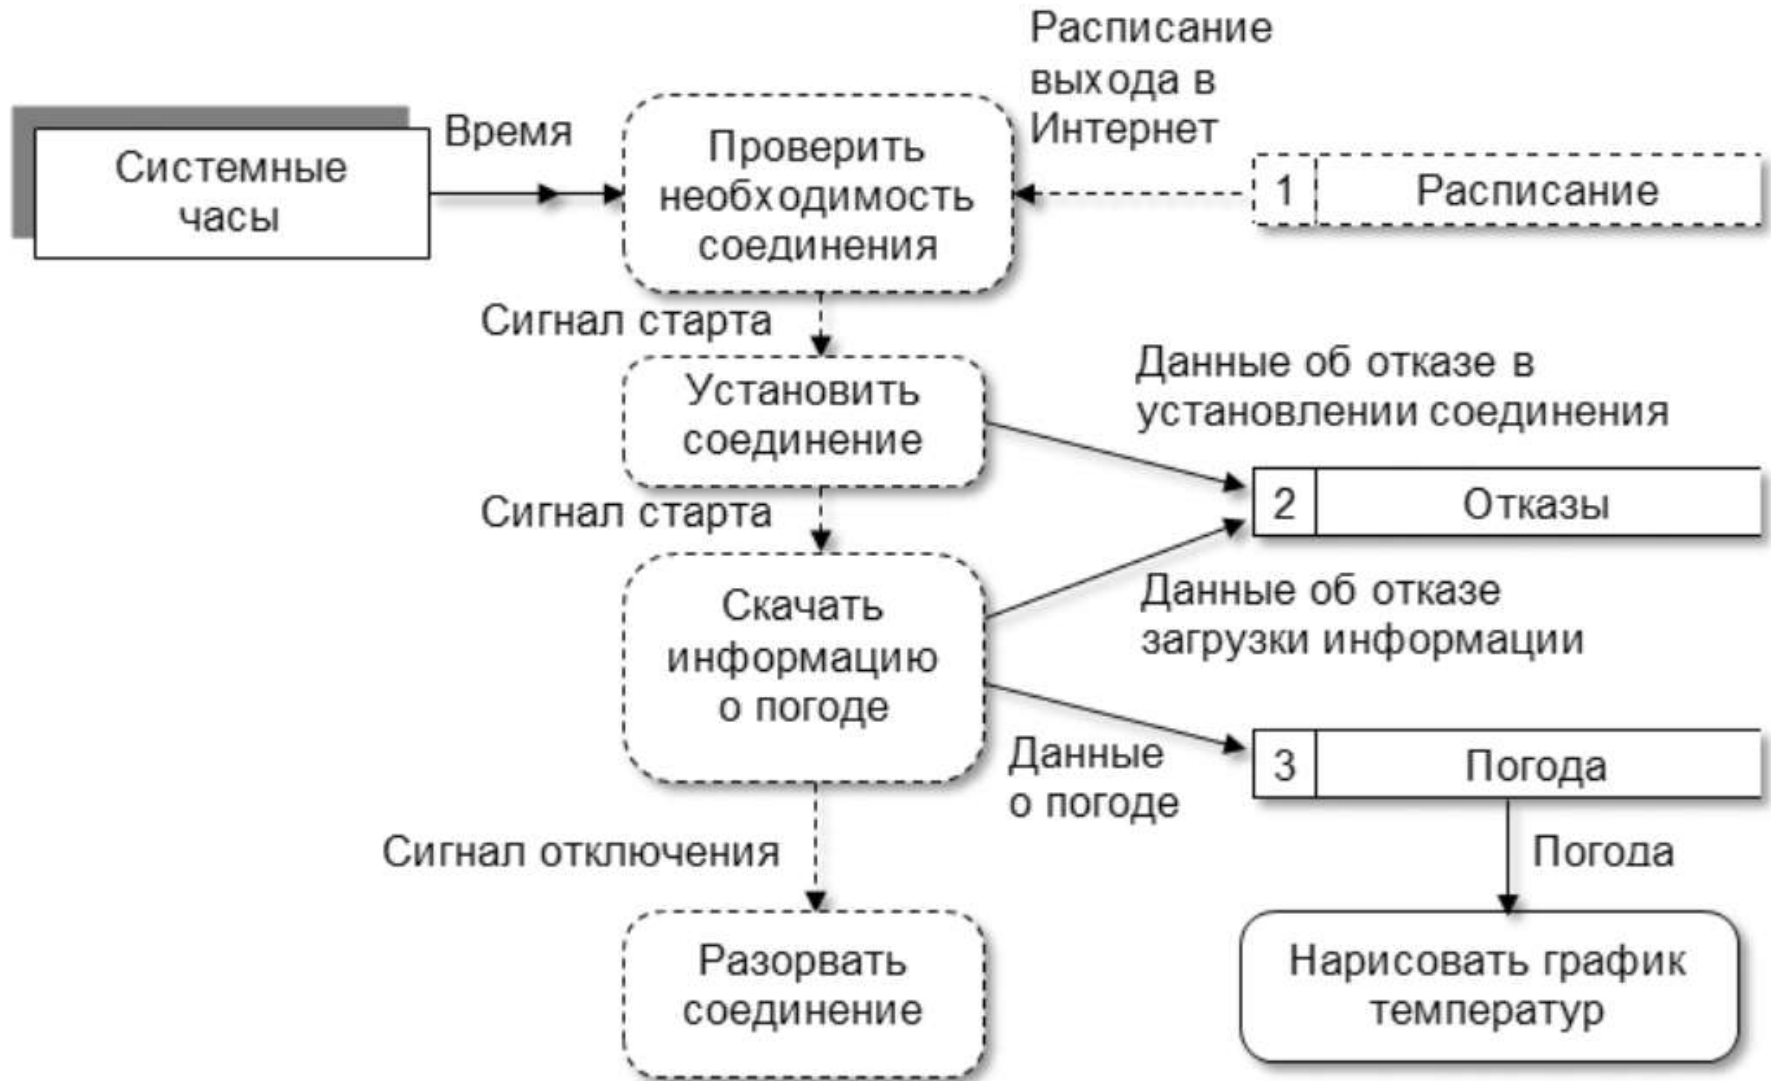 Расписание
выхода в
Интернет
Системные
часы
Время
Проверить
необходимость
соединения
1 Расписание
Сигнал старта
Установить
соединение
Данные об отказе в
установлении соединения
2 Отказы
Сигнал старта
Скачать
информацию
о погоде
Данные об отказе
загрузки информации
Данные
о погоде
3 Погода
Сигнал отключения
Погода
Разорвать
соединение
Нарисовать график
температур